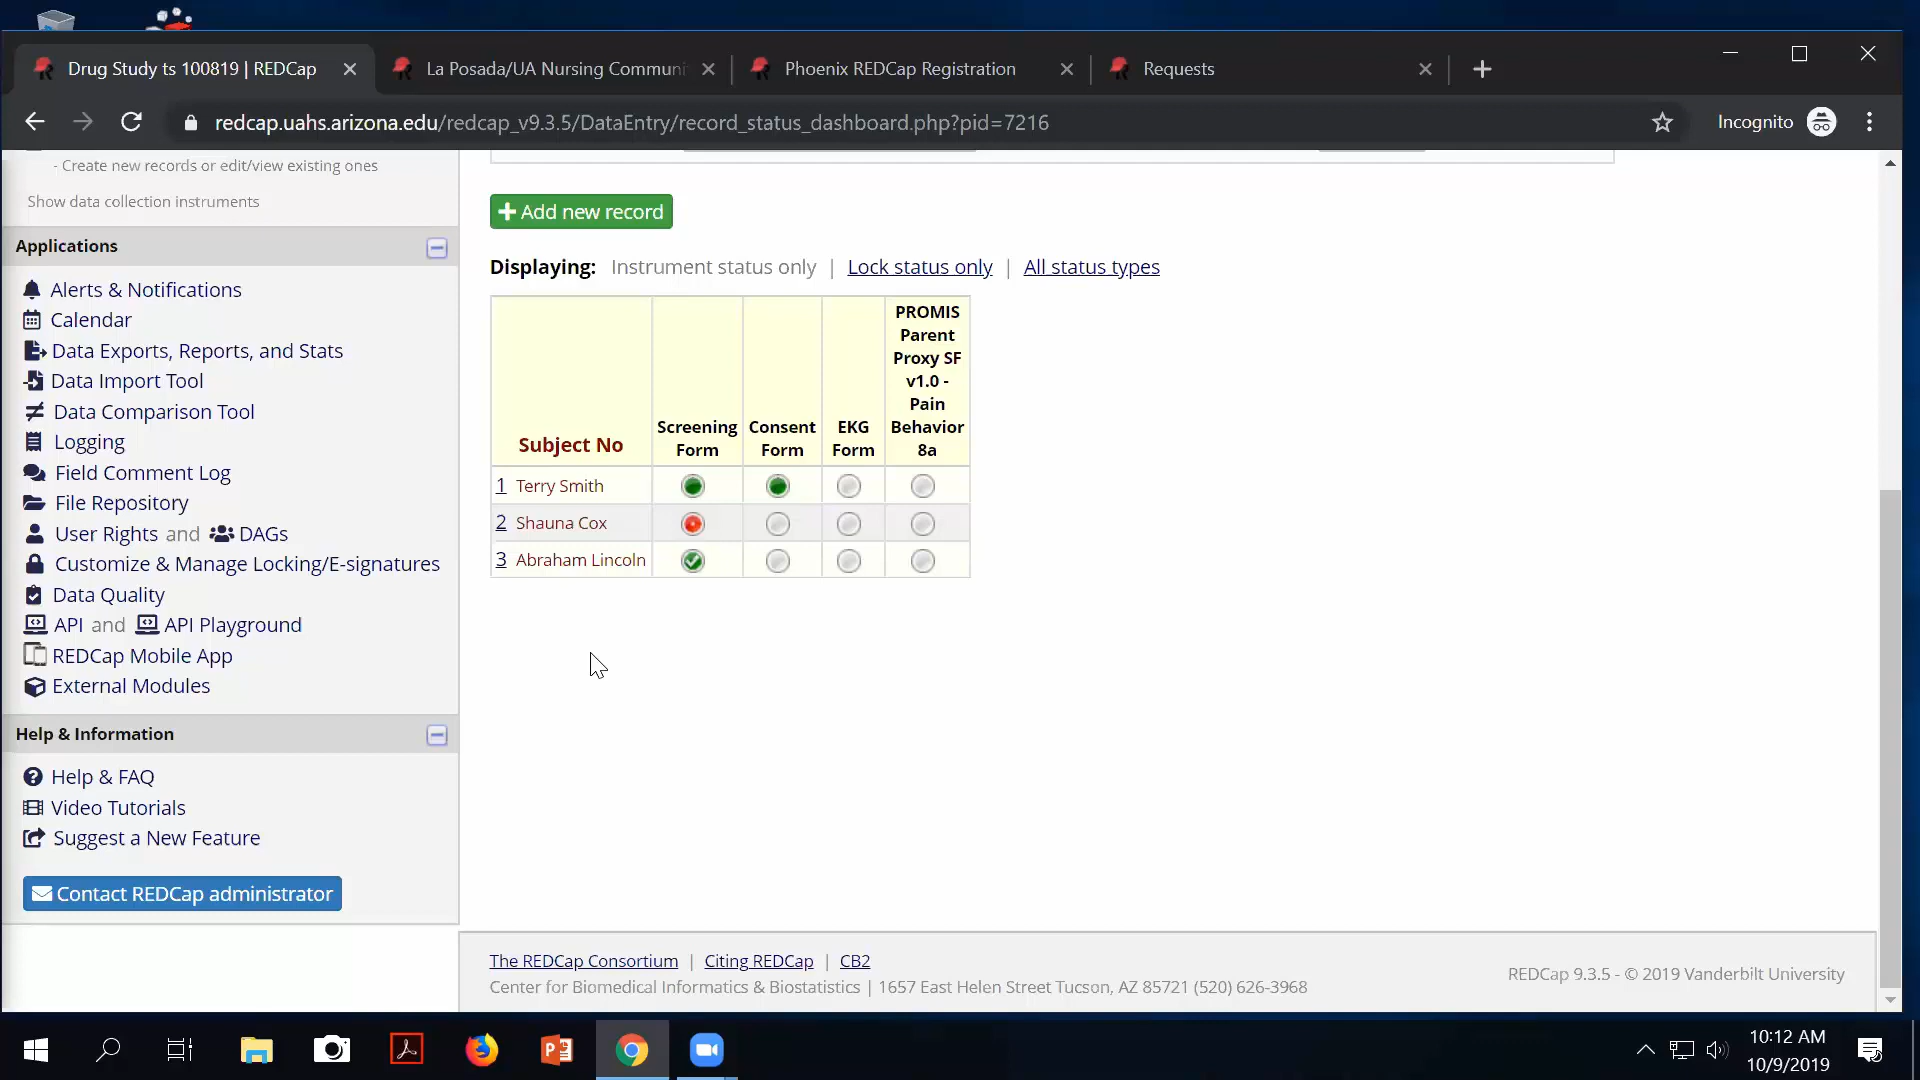 Drug Study ts 100819 | REDCap
La Posada/UA Nursing Communi
Phoenix REDCap Registration
Requests
redcap.uahs.arizona.edu/redcap_v9.3.5/DataEntry/record_status_dashboard.php?pid=7216
Incognito
- Create new records or edit/view existing ones
Show data collection instruments
Applications
Alerts & Notifications
Calendar
Data Exports, Reports, and Stats
Data Import Tool
Data Comparison Tool
Logging
Field Comment Log
File Repository
User Rights and DAGs
Customize & Manage Locking/E-signatures
Data Quality
API and API Playground
REDCap Mobile App
External Modules
Help & Information
Help & FAQ
Video Tutorials
Suggest a New Feature
Contact REDCap administrator
Add new record
Displaying: Instrument status only | Lock status only | All status types
Subject No
Screening
Form
Consent
Form
EKG
Form
PROMIS
Parent
Proxy SF
v1.0 -
Pain
Behavior
8a
1 Terry Smith
2 Shauna Cox
3 Abraham Lincoln
The REDCap Consortium | Citing REDCap | CB2
Center for Biomedical Informatics & Biostatistics | 1657 East Helen Street Tucson, AZ 85721 (520) 626-3968
REDCap 9.3.5 - © 2019 Vanderbilt University
10:12 AM
10/9/2019